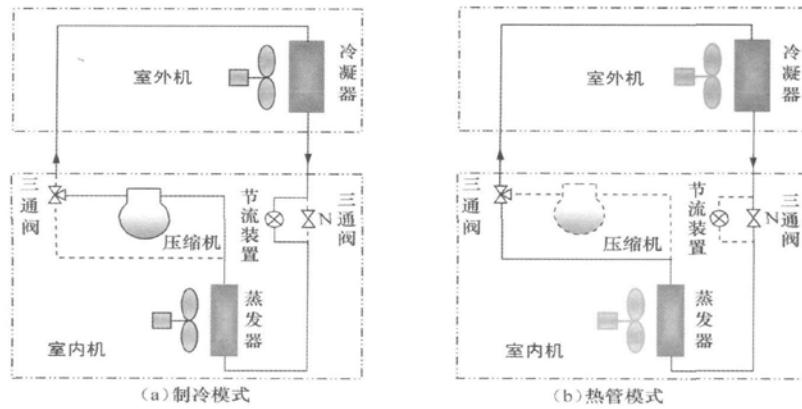 室外机
冷凝器
三通阀
压缩机
节流装置
N
三通阀
蒸发器
室内机
(a)制冷模式
室外机
冷凝器
三通阀
压缩机
节流装置
N
三通阀
蒸发器
室内机
(b)热管模式